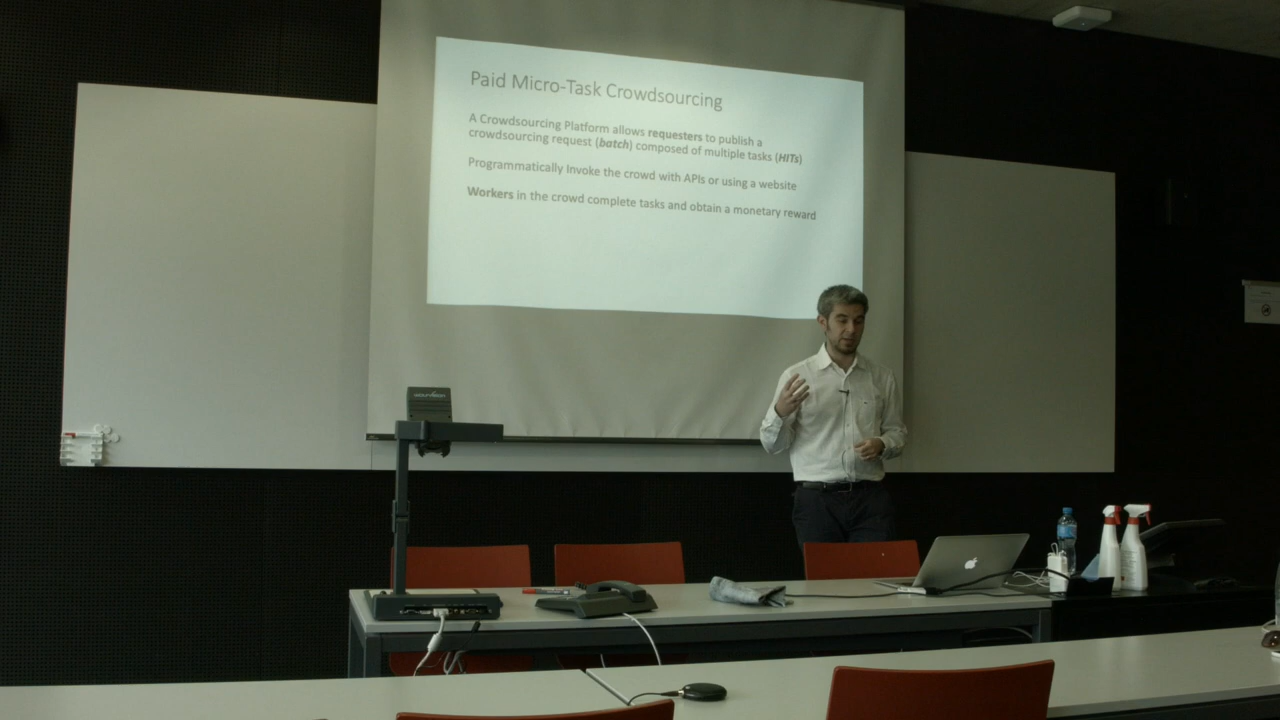 Paid Micro-Task Crowdsourcing
A Crowdsourcing Platform allows requesters to publish a
crowdsourcing request (batch) composed of multiple tasks (HITs)
Programmatically Invoke the crowd with APIs or using a website
Workers in the crowd complete tasks and obtain a monetary reward